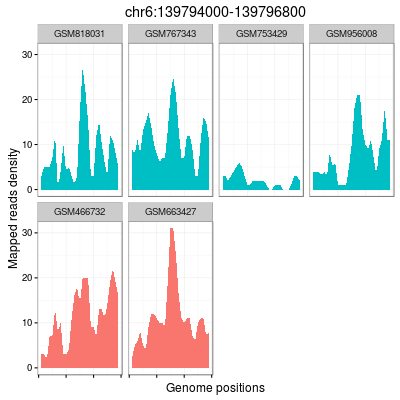 chr6:139794000-139796800
GSM818031 GSM767343 GSM753429 GSM956008
30
20
10
0
GSM466732 GSM663427
30
20
10
0
Mapped reads density
Genome positions